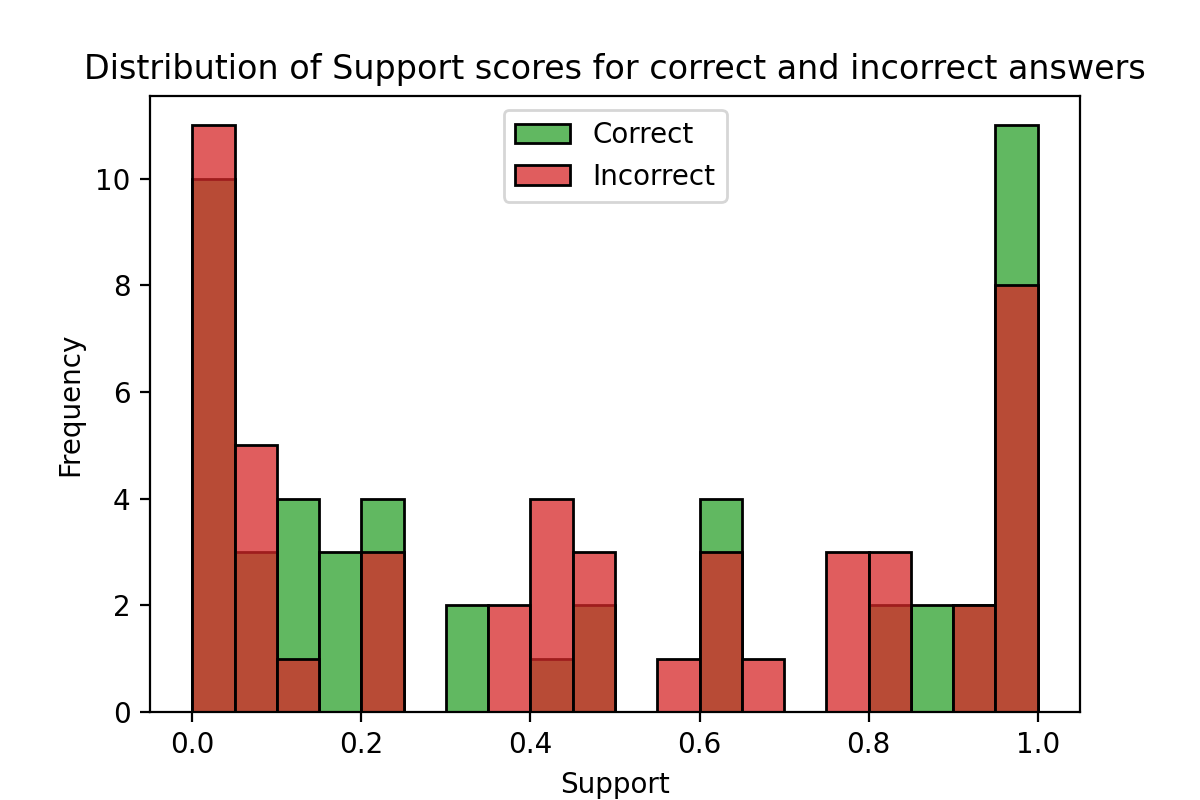 Distribution of Support scores for correct and incorrect answers
Correct
Incorrect
10
8
6
4
2
0
Frequency
0.0 0.2 0.4 0.6 0.8 1.0
Support